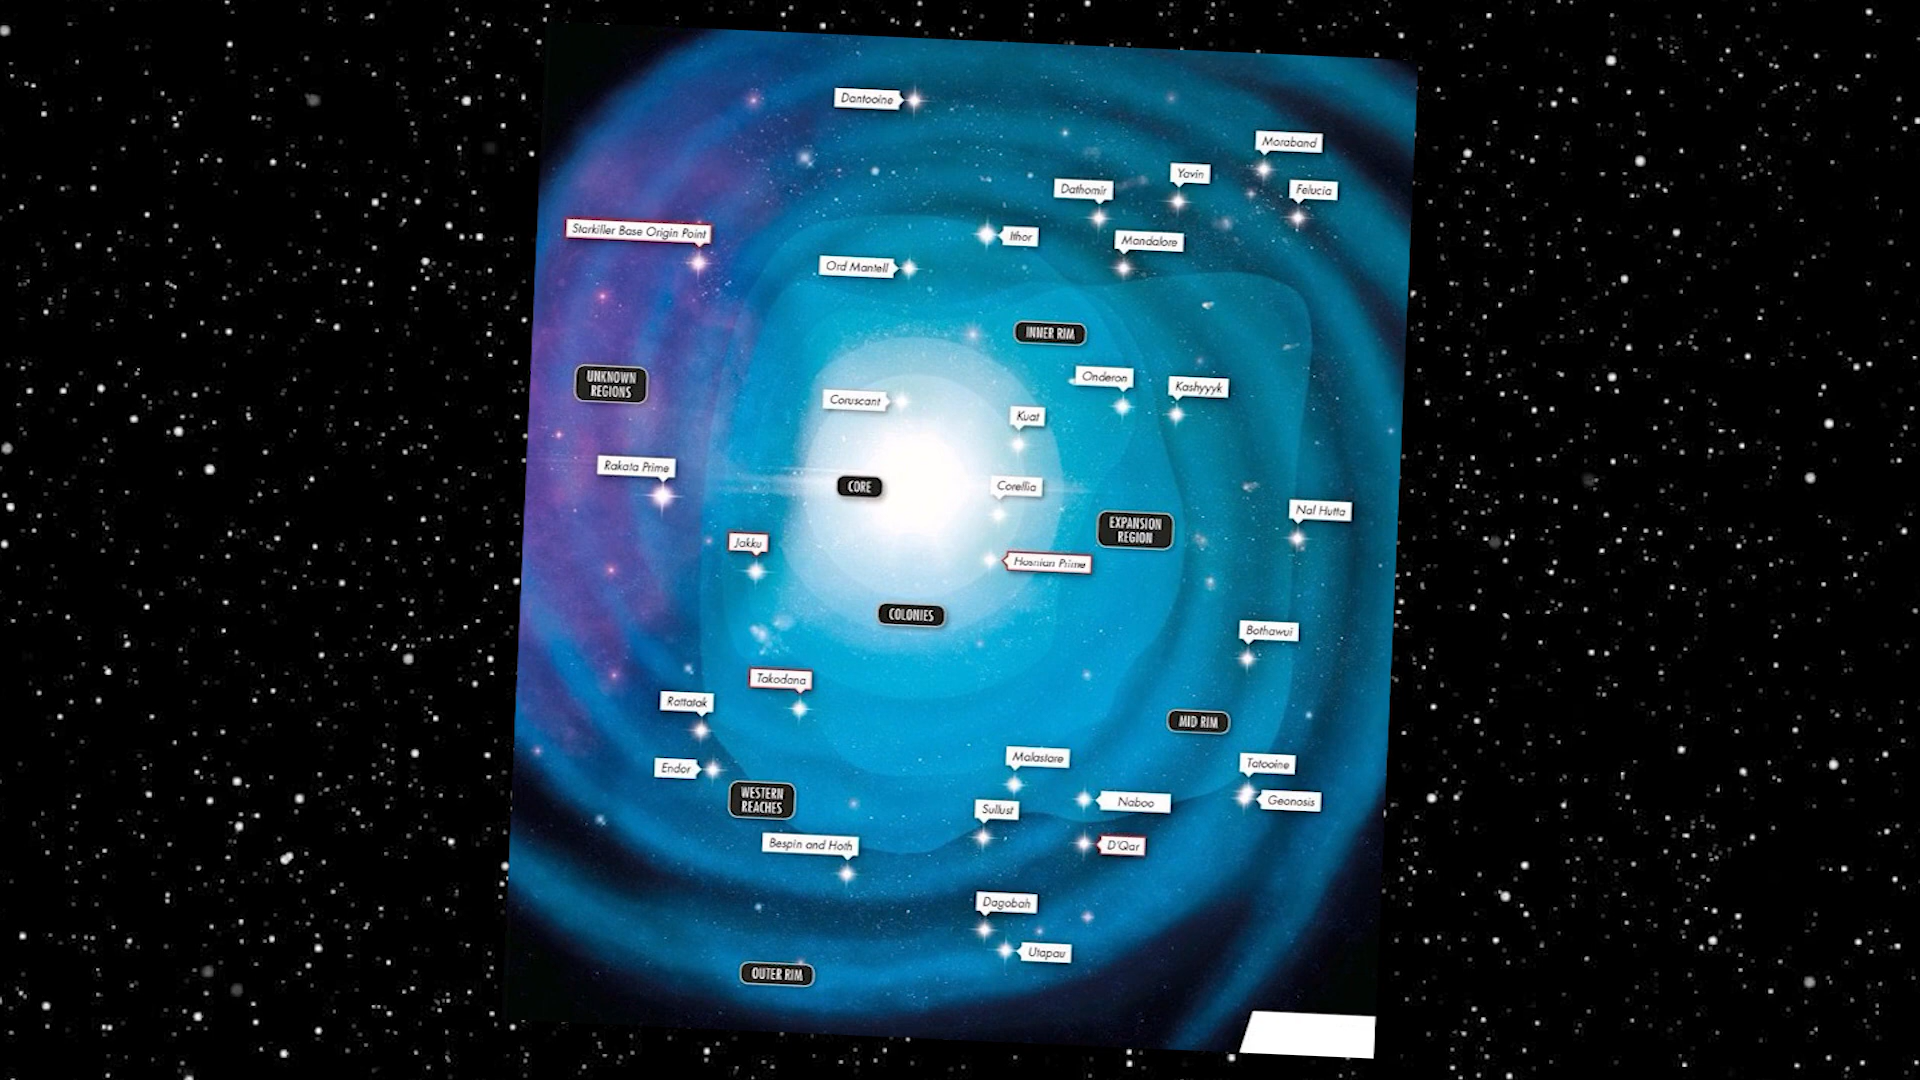 Dantooine
Moraband
Yavin
Dathomir
Felucia
Starkiller Base Origin Point
Ithor
Mandalore
Ord Mantell
INNER RIM
UNKNOWN
REGIONS
Onderon
Kashyyyk
Coruscant
Kuat
Rakata Prime
CORE
Corellia
Nal Hutta
EXPANSION
REGION
Jakku
Hosnian Prime
COLONIES
Bothawui
Takodana
Rattatak
MID RIM
Malastare
Tatooine
Endor
WESTERN
REACHES
Naboo
Geonosis
Sullust
Bespin and Hoth
D'Qar
Dagobah
Utapau
OUTER RIM